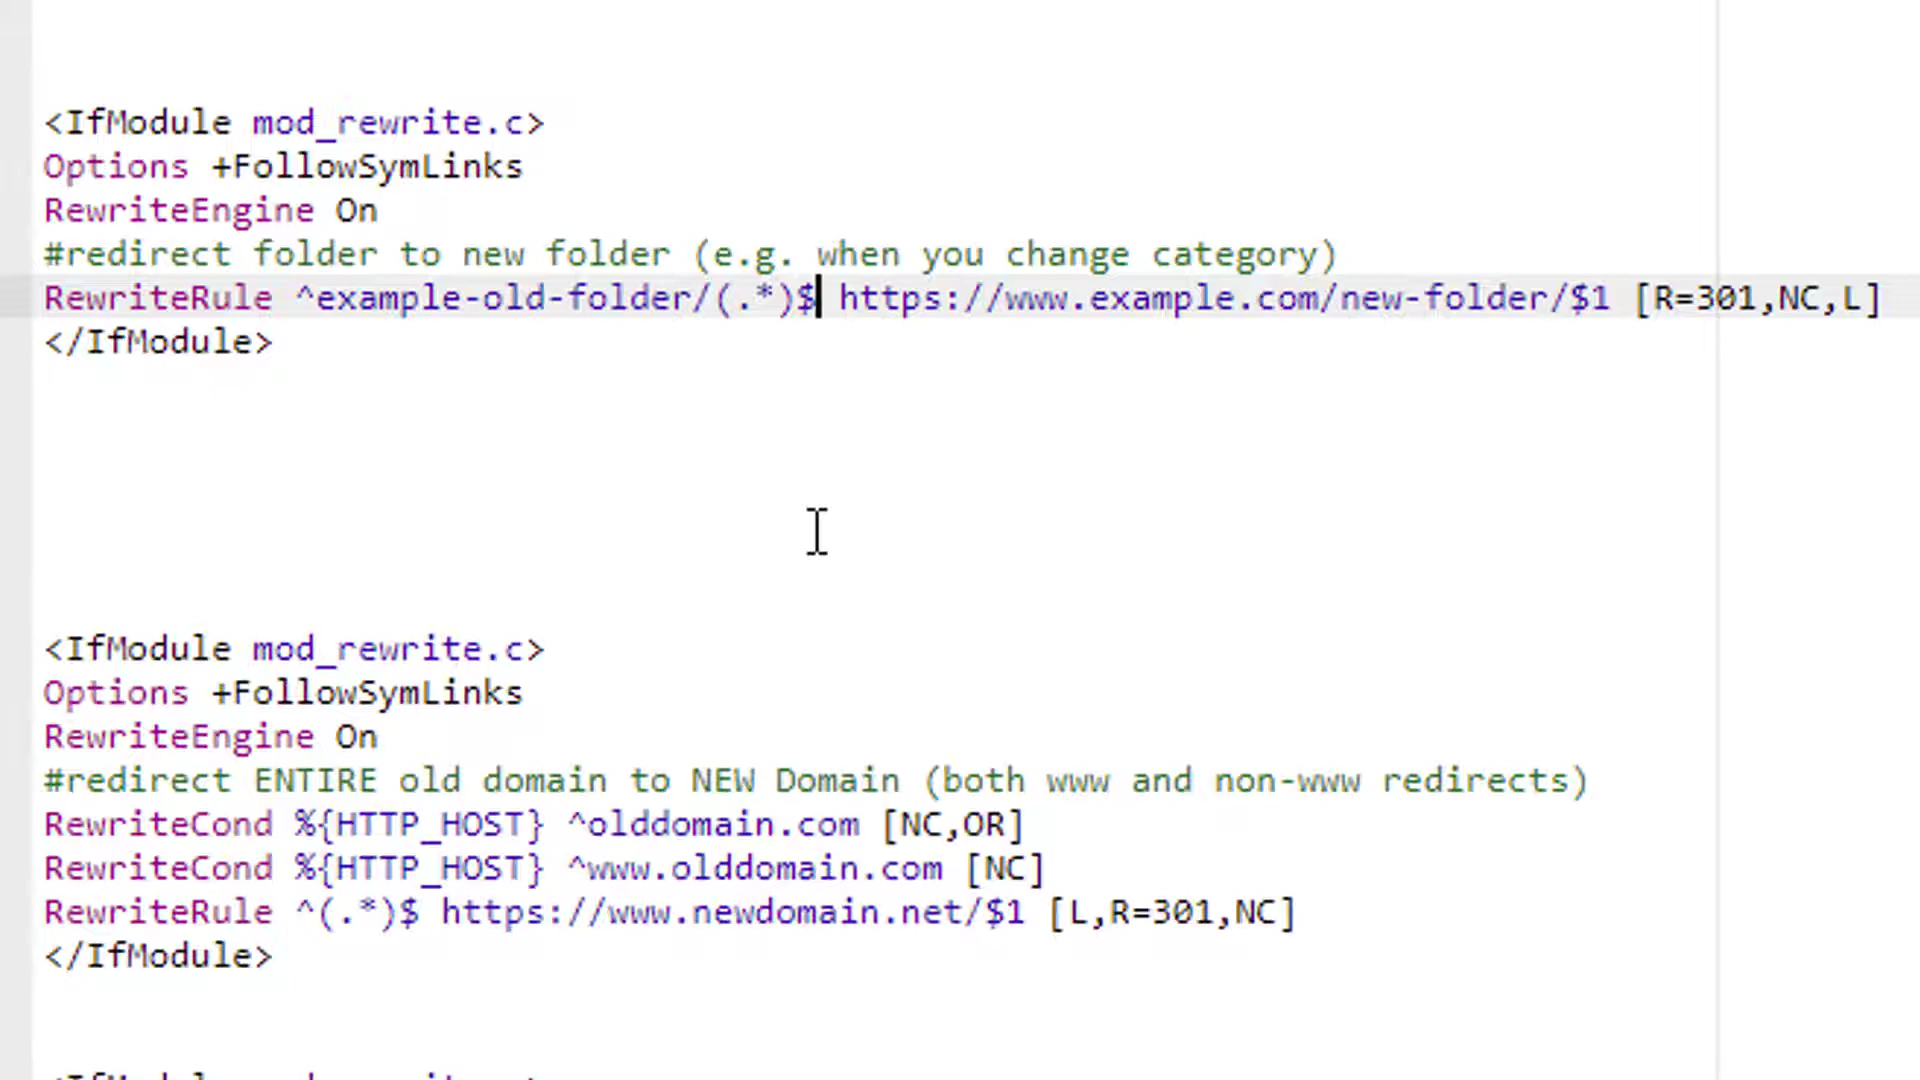 <IfModule mod_rewrite.c>
Options +FollowSymLinks
RewriteEngine On
#redirect folder to new folder (e.g. when you change category)
RewriteRule ^example-old-folder/(.*)$ https://www.example.com/new-folder/$1 [R=301,NC,L]
</IfModule>
<IfModule mod_rewrite.c>
Options +FollowSymLinks
RewriteEngine On
#redirect ENTIRE old domain to NEW Domain (both www and non-www redirects)
RewriteCond %{HTTP_HOST} ^olddomain.com [NC,OR]
RewriteCond %{HTTP_HOST} ^www.olddomain.com [NC]
RewriteRule ^(.*)$ https://www.newdomain.net/$1 [L,R=301,NC]
</IfModule>